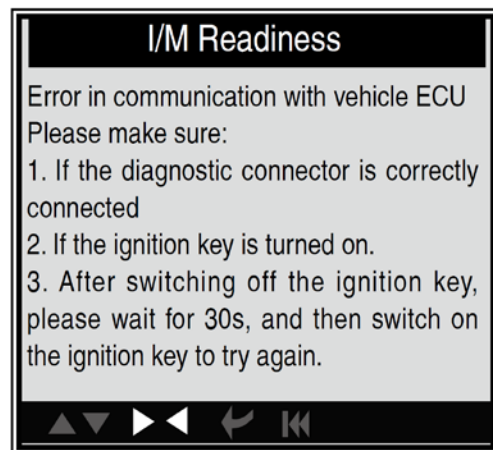 I/M Readiness
Error in communication with vehicle ECU
Please make sure:
1. If the diagnostic connector is correctly
connected
2. If the ignition key is turned on.
3. After switching off the ignition key,
please wait for 30s, and then switch on
the ignition key to try again.